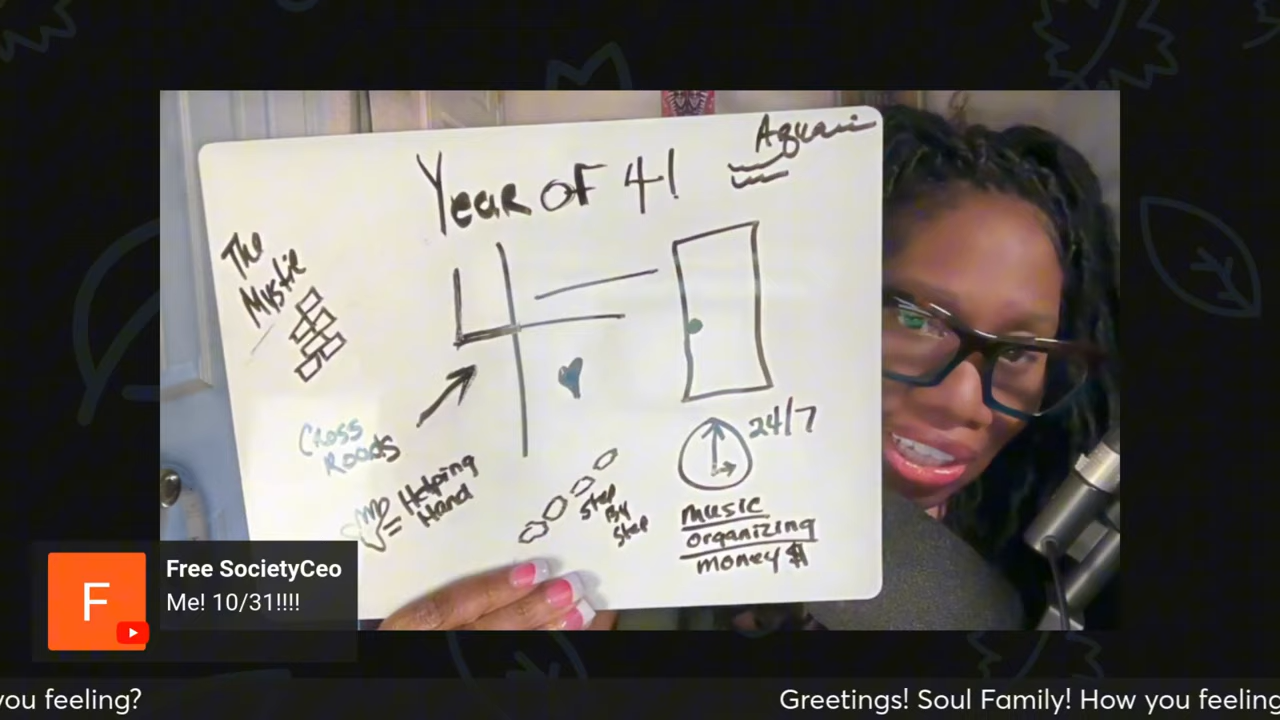 Aquari
Year of 4!
The
Mystic
24/7
Cross
Roads
Helping
Hand
Step
By
Step
music
organizing
money $
F
Free SocietyCeo
Me! 10/31!!!!
you feeling?
Greetings! Soul Family! How you feeling